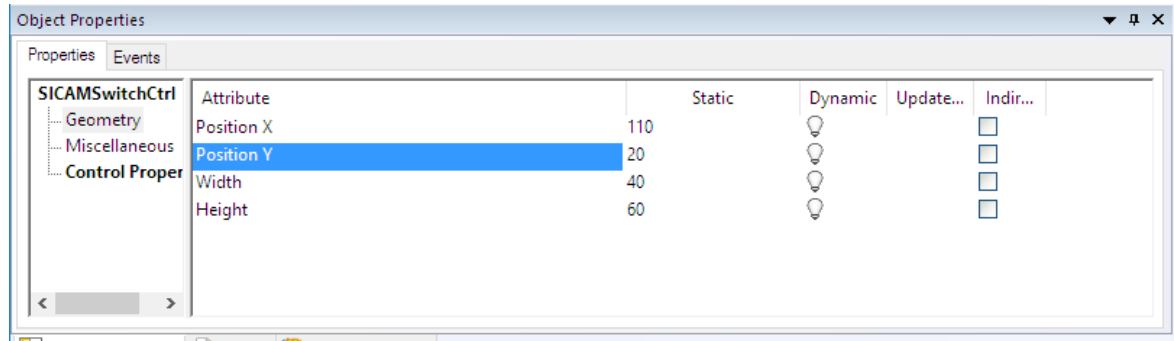 Object Properties
Properties Events
SICAMSwitchCtrl
Geometry
Miscellaneous
Control Proper
Attribute Static Dynamic Update... Indir...
Position X 110
Position Y 20
Width 40
Height 60